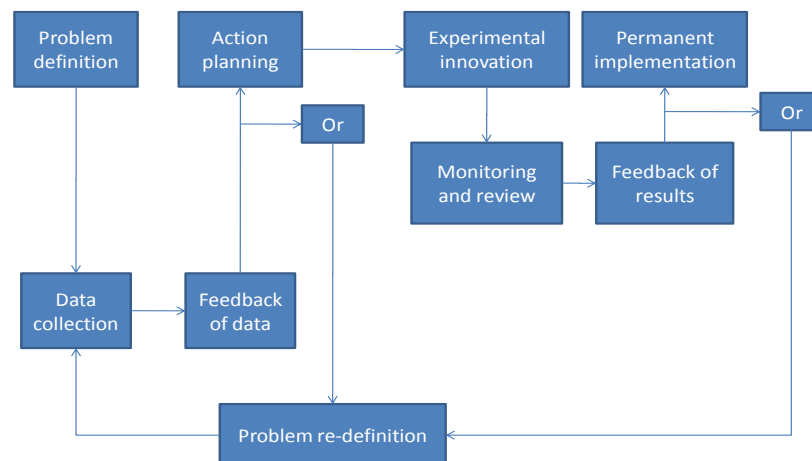 Problem
definition
Action
planning
Experimental
innovation
Permanent
implementation
Or
Or
Monitoring
and review
Feedback of
results
Data
collection
Feedback
of data
Problem re-definition